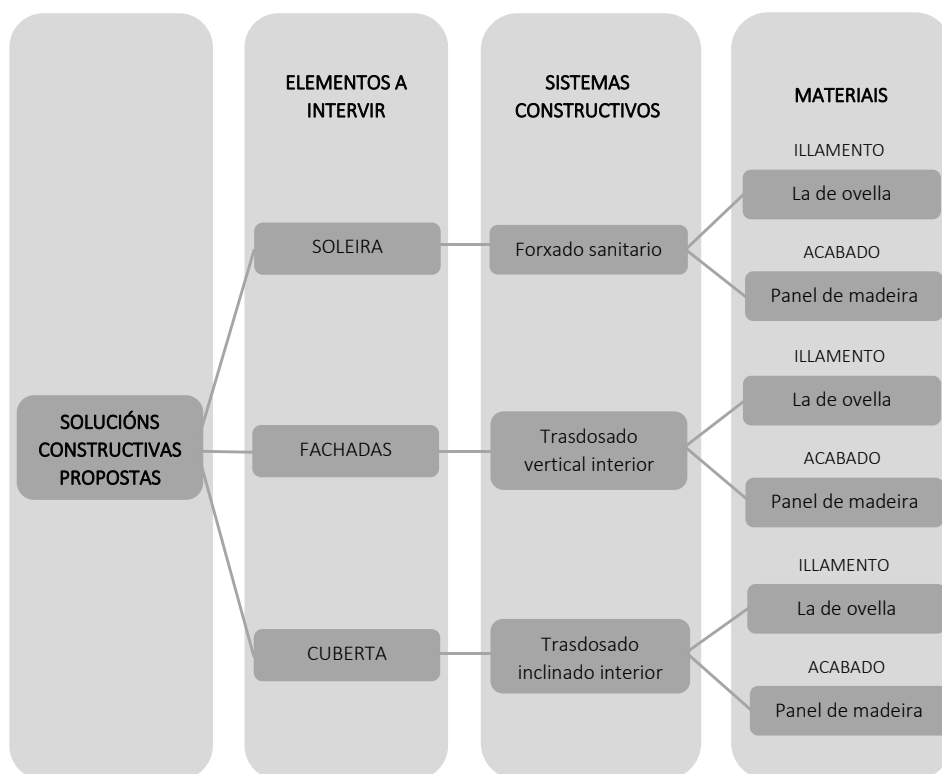 ELEMENTOS A
INTERVIR
SISTEMAS
CONSTRUCTIVOS
MATERIAIS
SOLUCIÓNS
CONSTRUCTIVAS
PROPOSTAS
SOLEIRA
Forxado sanitario
ILLAMENTO
La de ovella
ACABADO
Panel de madeira
FACHADAS
Trasdosado
vertical interior
ILLAMENTO
La de ovella
ACABADO
Panel de madeira
CUBERTA
Trasdosado
inclinado interior
ILLAMENTO
La de ovella
ACABADO
Panel de madeira